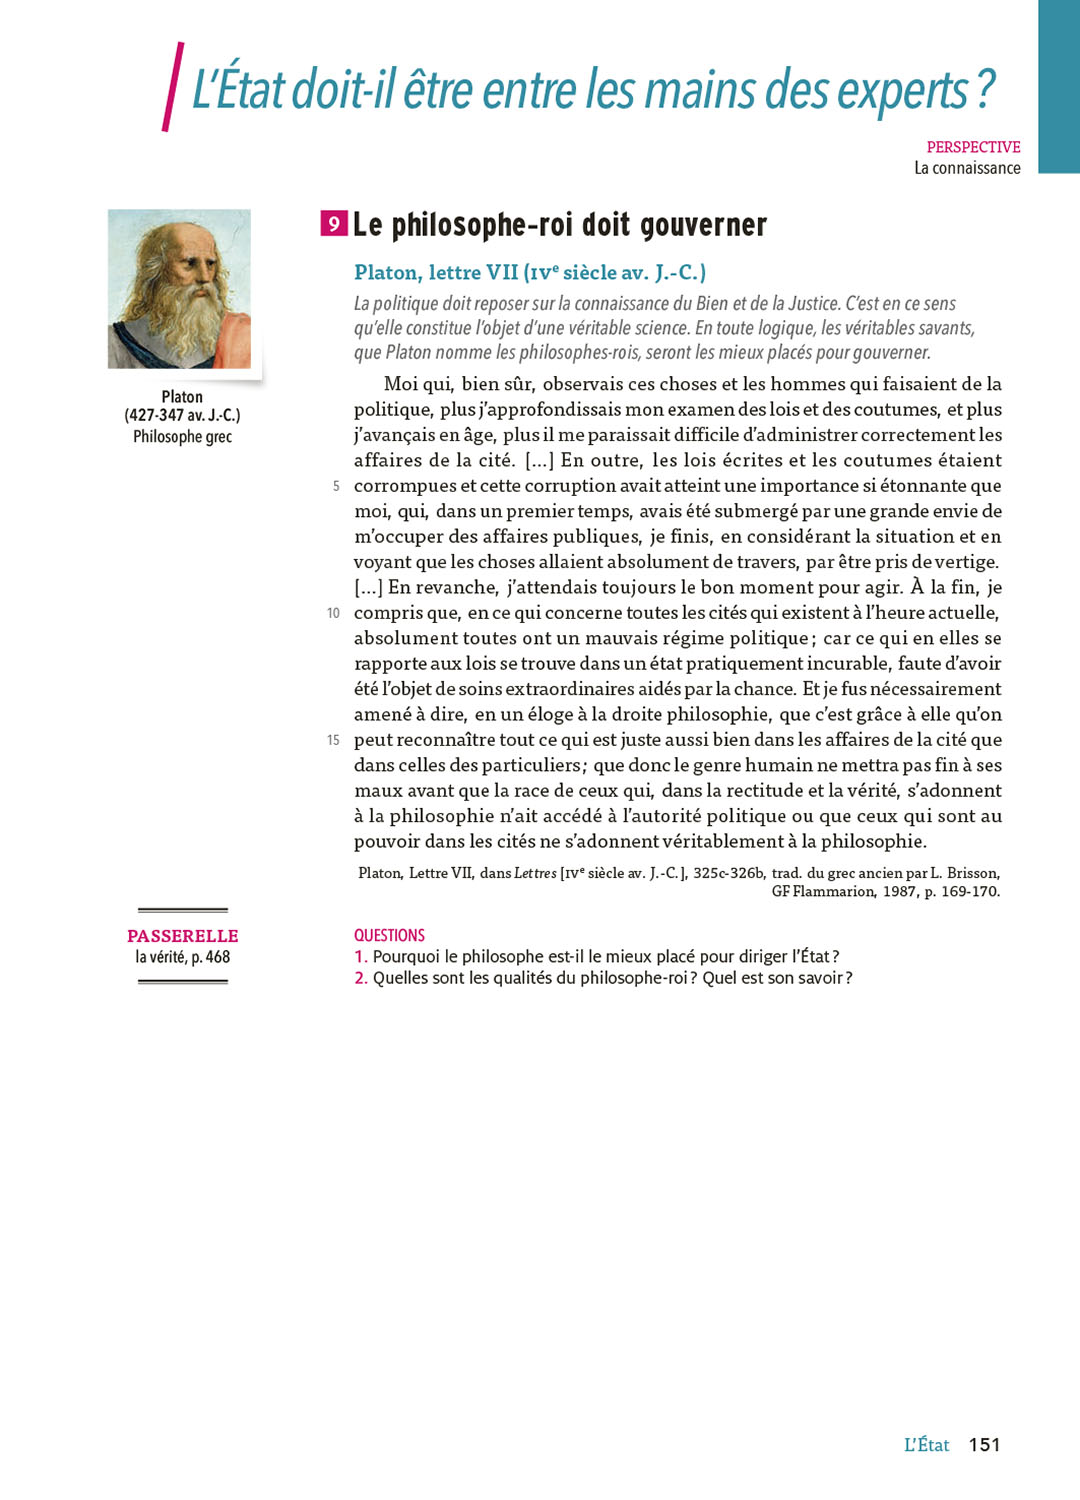 L'État doit-il être entre les mains des experts ?
PERSPECTIVE
La connaissance
9 Le philosophe-roi doit gouverner
Platon, lettre VII (IVe siècle av. J.-C.)
La politique doit reposer sur la connaissance du Bien et de la Justice. C'est en ce sens
qu'elle constitue l'objet d'une véritable science. En toute logique, les véritables savants,
que Platon nomme les philosophes-rois, seront les mieux placés pour gouverner.
Platon
(427-347 av. J.-C.)
Philosophe grec
Moi qui, bien sûr, observais ces choses et les hommes qui faisaient de la
politique, plus j'approfondissais mon examen des lois et des coutumes, et plus
j'avançais en âge, plus il me paraissait difficile d'administrer correctement les
affaires de la cité. [...] En outre, les lois écrites et les coutumes étaient
5 corrompues et cette corruption avait atteint une importance si étonnante que
moi, qui, dans un premier temps, avais été submergé par une grande envie de
m'occuper des affaires publiques, je finis, en considérant la situation et en
voyant que les choses allaient absolument de travers, par être pris de vertige.
[...] En revanche, j'attendais toujours le bon moment pour agir. À la fin, je
10 compris que, en ce qui concerne toutes les cités qui existent à l'heure actuelle,
absolument toutes ont un mauvais régime politique ; car ce qui en elles se
rapporte aux lois se trouve dans un état pratiquement incurable, faute d'avoir
été l'objet de soins extraordinaires aidés par la chance. Et je fus nécessairement
amené à dire, en un éloge à la droite philosophie, que c'est grâce à elle qu'on
15 peut reconnaître tout ce qui est juste aussi bien dans les affaires de la cité que
dans celles des particuliers ; que donc le genre humain ne mettra pas fin à ses
maux avant que la race de ceux qui, dans la rectitude et la vérité, s'adonnent
à la philosophie n'ait accédé à l'autorité politique ou que ceux qui sont au
pouvoir dans les cités ne s'adonnent véritablement à la philosophie.
Platon, Lettre VII, dans Lettres [IVe siècle av. J.-C.], 325c-326b, trad. du grec ancien par L. Brisson,
GF Flammarion, 1987, p. 169-170.
PASSERELLE
la vérité, p. 468
QUESTIONS
1. Pourquoi le philosophe est-il le mieux placé pour diriger l'État ?
2. Quelles sont les qualités du philosophe-roi ? Quel est son savoir ?
L'État 151